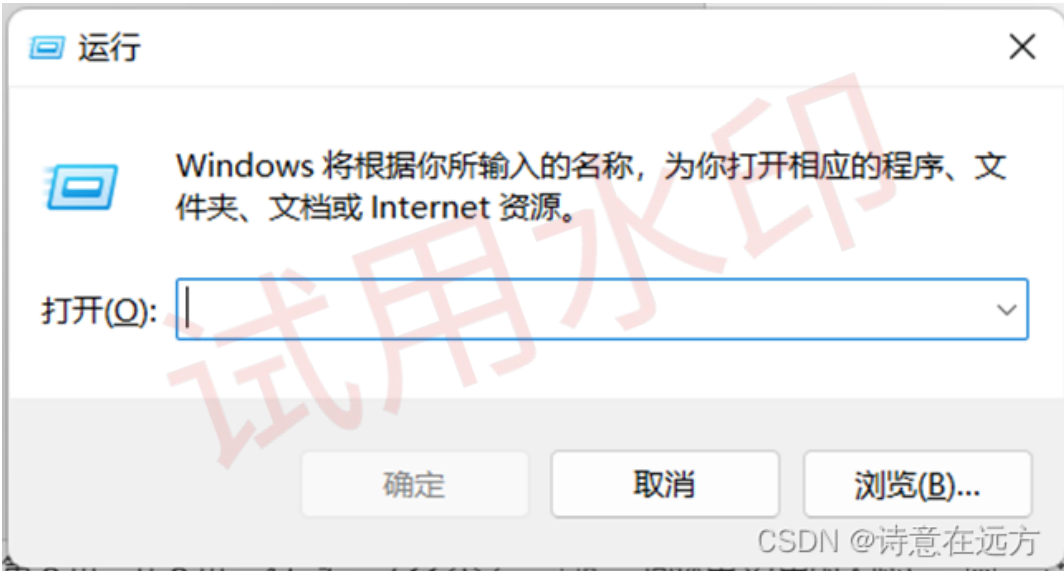 运行
Windows 将根据你所输入的名称，为你打开相应的程序、文
件夹、文档或 Internet 资源。
打开(O):
试用水印
确定
取消
浏览(B)...
CSDN @诗意在远方